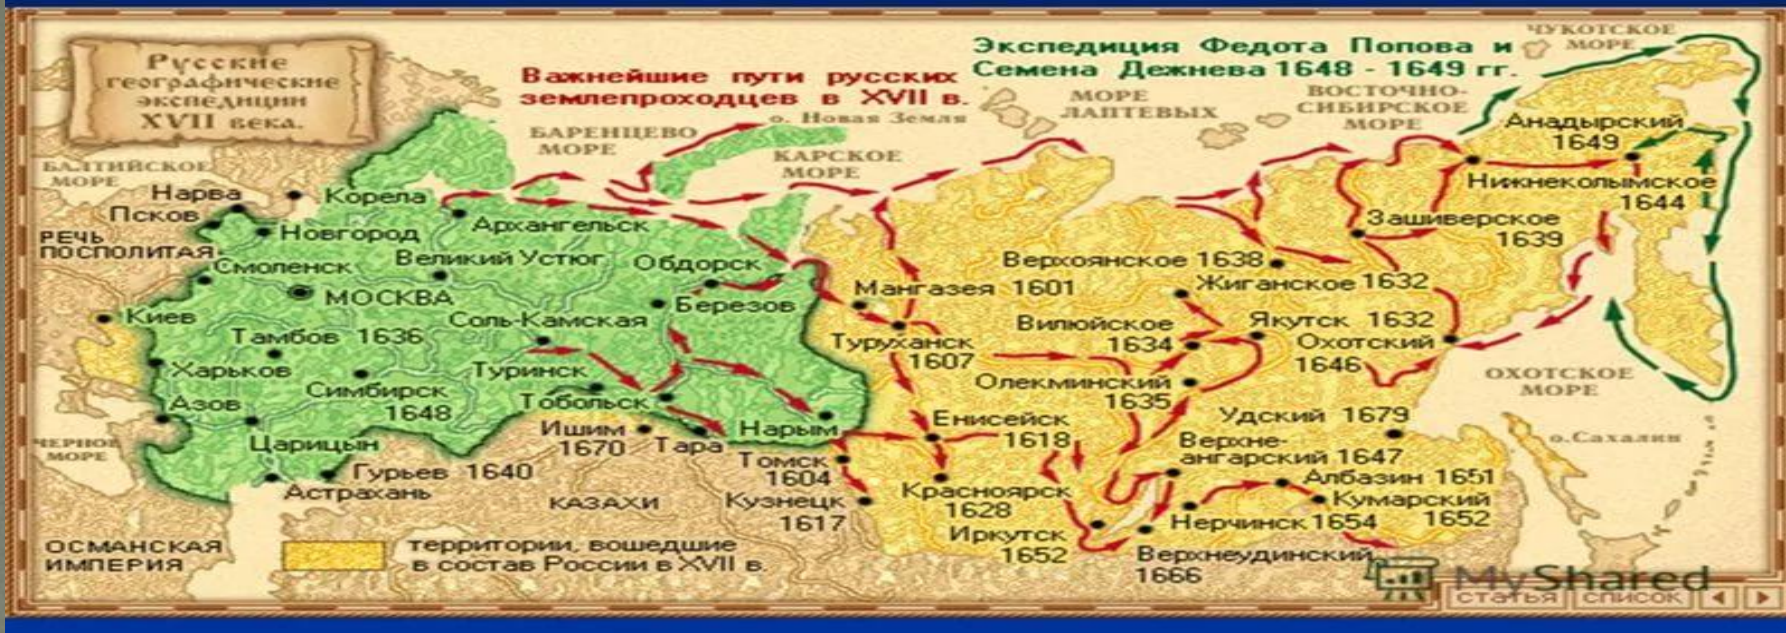 Русские
географические
экспедиции
XVII века.
Важнейшие пути русских
землепроходцев в XVII в.
Экспедиция Федота Попова и
Семена Дежнева 1648 - 1649 гг.
ЧУКОТСКОЕ
МОРЕ
ВОСТОЧНО-
СИБИРСКОЕ
МОРЕ
МОРЕ
ЛАПТЕВЫХ
о. Новая Земля
БАРЕНЦЕВО
МОРЕ
КАРСКОЕ
МОРЕ
БАЛТИЙСКОЕ
МОРЕ
Нарва
Корела
Псков
Новгород
Архангельск
РЕЧЬ
ПОСПОЛИТАЯ
Смоленск
Великий Устюг
Обдорск
МОСКВА
Березов
Киев
Соль-Камская
Тамбов 1636
Харьков
Туринск
Симбирск
1648
Тобольск
Азов
Царицын
Ишим
1670
Тара
Нарым
ЧЕРНОЕ
МОРЕ
Гурьев 1640
Астрахань
КАЗАХИ
Томск
1604
Кузнецк
1617
ОСМАНСКАЯ
ИМПЕРИЯ
территории, вошедшие
в состав России в XVII в.
Анадырский
1649
Нижнеколымское
1644
Зашиверское
1639
Верхоянское 1638
Жиганское 1632
Мангазея 1601
Вилюйское
1634
Якутск 1632
Туруханск
1607
Охотский
1646
Олекминский
1635
ОХОТСКОЕ
МОРЕ
Енисейск
1618
Удский 1679
Верхне-
ангарский 1647
о.Сахалин
Албазин 1651
Красноярск
1628
Кумарский
1652
Нерчинск 1654
Иркутск
1652
Верхнеудинский
1666
MyShared
статья
список